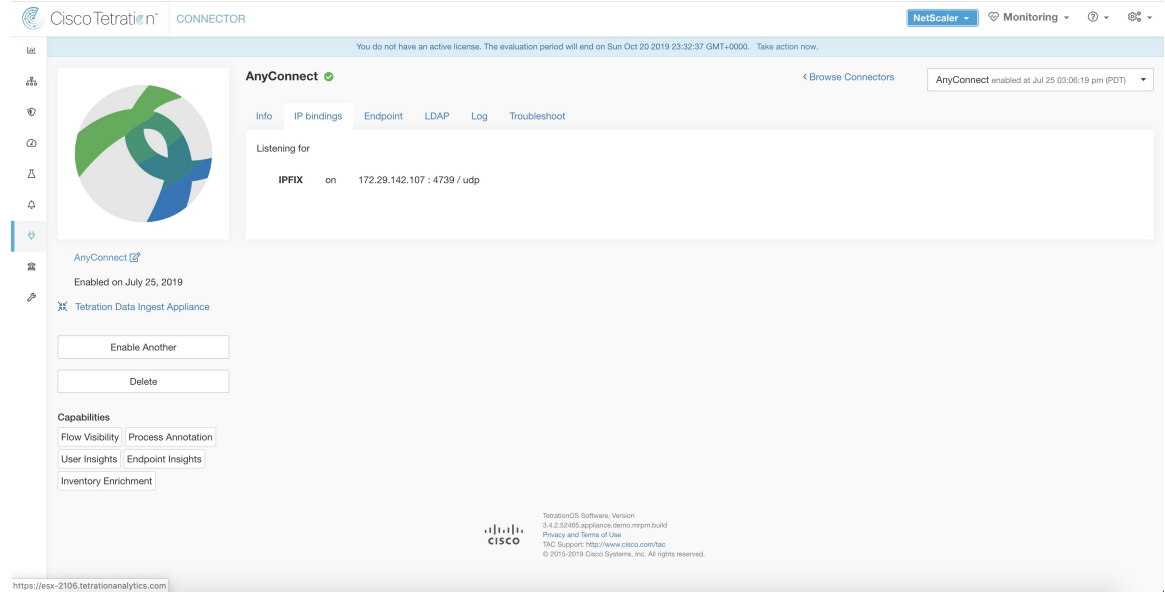 Cisco Tetration™ CONNECTOR
NetScaler
Monitoring
You do not have an active license. The evaluation period will end on Sun Oct 20 2019 23:32:37 GMT+0000. Take action now.
AnyConnect
Browse Connectors
AnyConnect enabled at Jul 25 03:06:19 pm (PDT)
Info IP bindings Endpoint LDAP Log Troubleshoot
Listening for
IPFIX on 172.29.142.107 : 4739 / udp
AnyConnect
Enabled on July 25, 2019
Tetration Data Ingest Appliance
Enable Another
Delete
Capabilities
Flow Visibility Process Annotation
User Insights Endpoint Insights
Inventory Enrichment
CISCO
TetrationOS Software, Version
3.4.2.52465.appliance.demo.mrpm.build
Privacy and Terms of Use
TAC Support: http://www.cisco.com/tac
© 2015-2019 Cisco Systems, Inc. All rights reserved.
https://esx-2106.tetrationanalytics.com